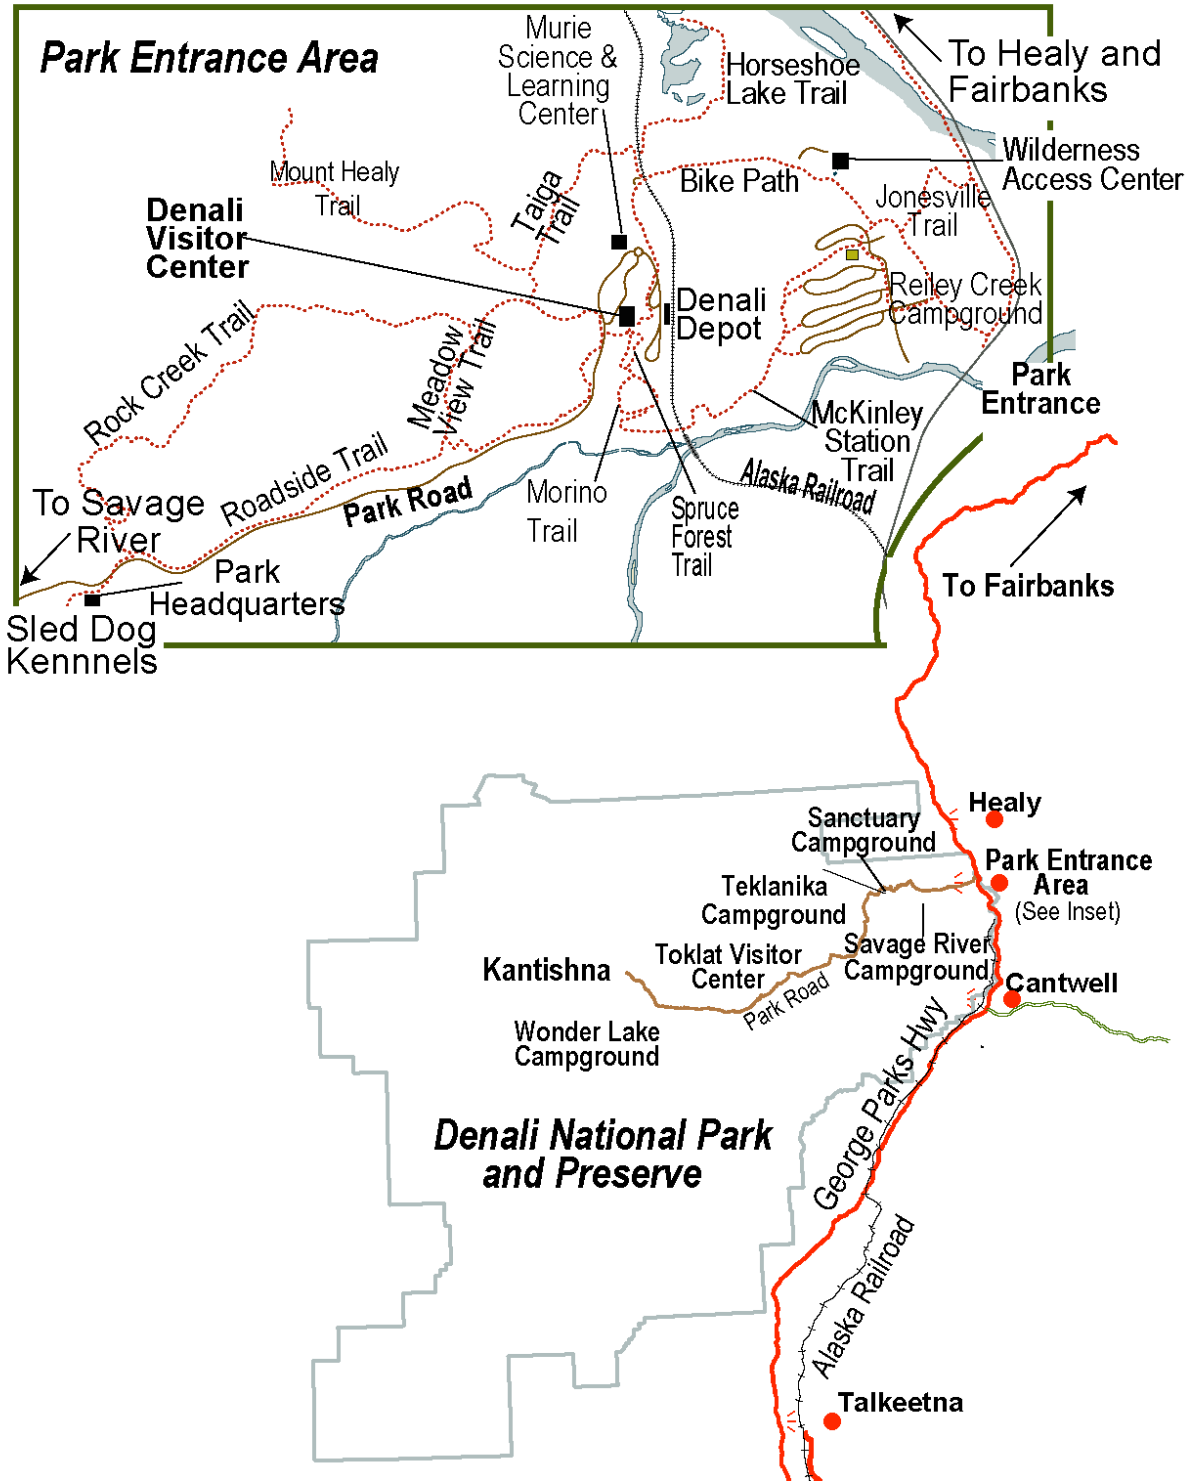 Park Entrance Area
Murie
Science &
Learning
Center
Horseshoe
Lake Trail
To Healy and
Fairbanks
Wilderness
Access Center
Mount Healy
Trail
Taiga
Trail
Bike Path
Jonesville
Trail
Denali
Visitor
Center
Denali
Depot
Reiley Creek
Campground
Rock Creek Trail
Meadow
View Trail
Park
Entrance
McKinley
Station
Trail
Roadside Trail
Park Road
Alaska Railroad
Morino
Trail
Spruce
Forest
Trail
To Savage
River
Park
Headquarters
Sled Dog
Kennnels
To Fairbanks
Healy
Sanctuary
Campground
Park Entrance
Area
(See Inset)
Teklanika
Campground
Savage River
Campground
Toklat Visitor
Center
Kantishna
Park Road
Cantwell
Wonder Lake
Campground
George Parks Hwy
Denali National Park
and Preserve
Alaska Railroad
Talkeetna